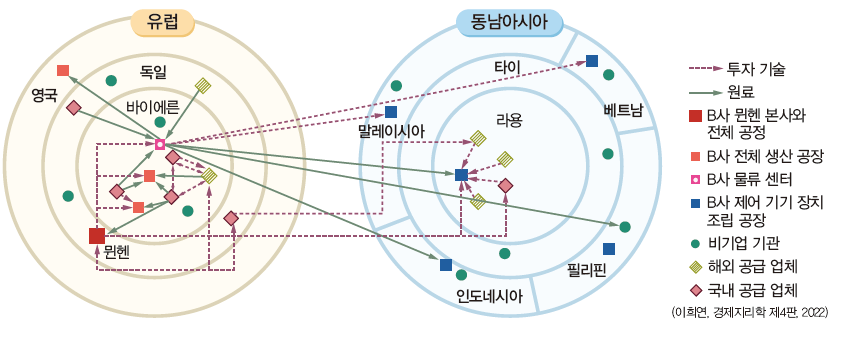 유럽
동남아시아
독일
영국
바이에른
뮌헨
타이
베트남
라용
말레이시아
필리핀
인도네시아
투자 기술
원료
B사 뮌헨 본사와
전체 공정
B사 전체 생산 공장
B사 물류 센터
B사 제어 기기 장치
조립 공장
비기업 기관
해외 공급 업체
국내 공급 업체
(이희연, 경제지리학 제4판, 2022)